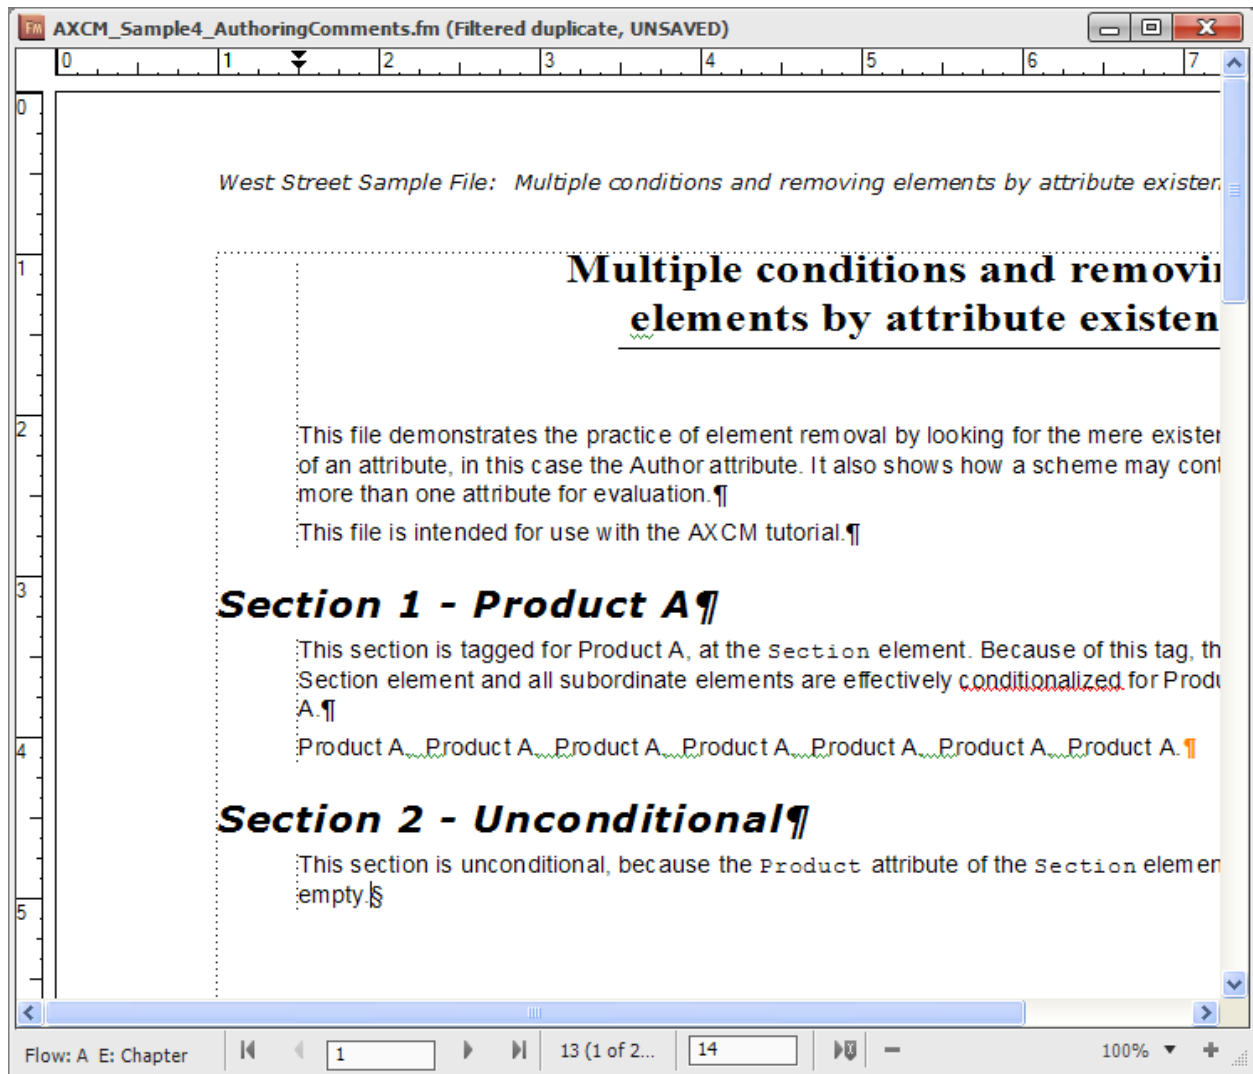 AXCM_Sample4_AuthoringComments.fm (Filtered duplicate, UNSAVED)
0 1 2 3 4 5 6 7
0
West Street Sample File: Multiple conditions and removing elements by attribute existen
1
Multiple conditions and removi
elements by attribute existen
2
This file demonstrates the practice of element removal by looking for the mere existen
of an attribute, in this case the Author attribute. It also shows how a scheme may cont
more than one attribute for evaluation.¶
This file is intended for use with the AXCM tutorial.¶
3
Section 1 - Product A¶
This section is tagged for Product A, at the Section element. Because of this tag, th
Section element and all subordinate elements are effectively conditionalized for Produ
A.¶
4
Product A. Product A. Product A. Product A. Product A. Product A. Product A.¶
Section 2 - Unconditional¶
This section is unconditional, because the Product attribute of the Section elemen
empty.§
5
Flow: A E: Chapter 1 13 (1 of 2... 14 100%